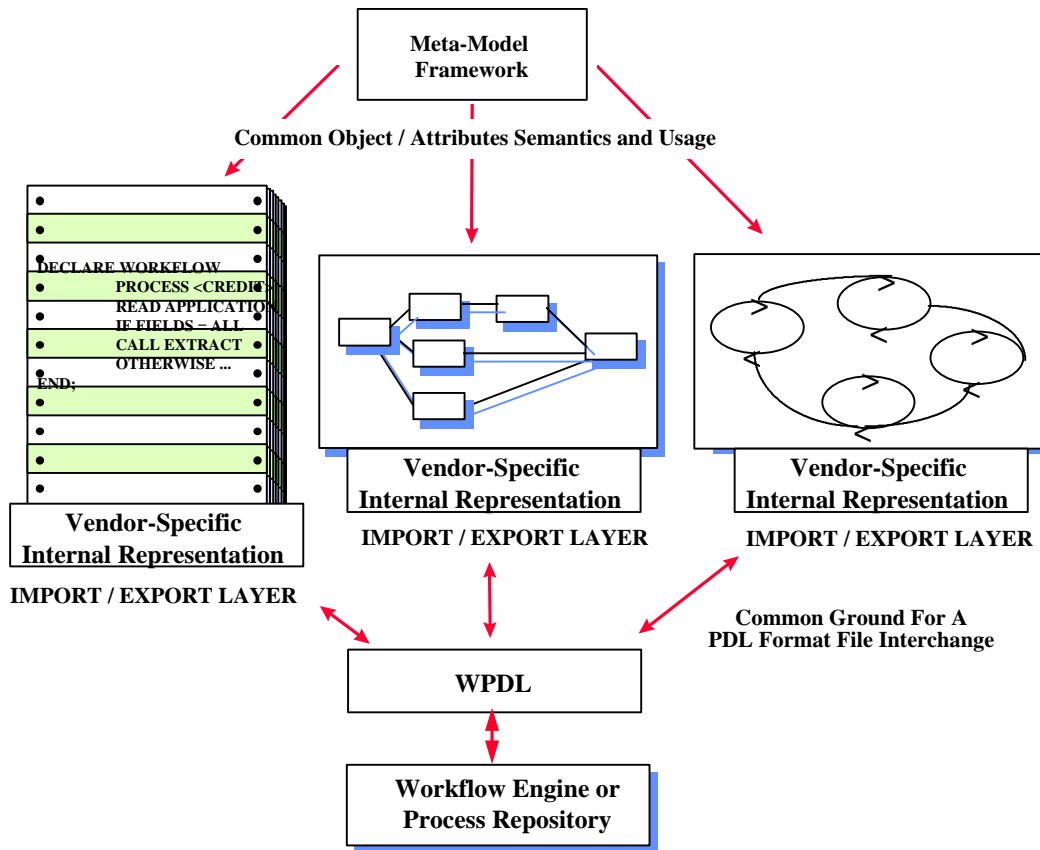 Meta-Model
Framework
Common Object / Attributes Semantics and Usage
DECLARE WORKFLOW
PROCESS <CREDIT>
READ APPLICATION
IF FIELDS = ALL
CALL EXTRACT
OTHERWISE ...
END;
Vendor-Specific
Internal Representation
IMPORT / EXPORT LAYER
Vendor-Specific
Internal Representation
IMPORT / EXPORT LAYER
Vendor-Specific
Internal Representation
IMPORT / EXPORT LAYER
Common Ground For A
PDL Format File Interchange
WPDL
Workflow Engine or
Process Repository